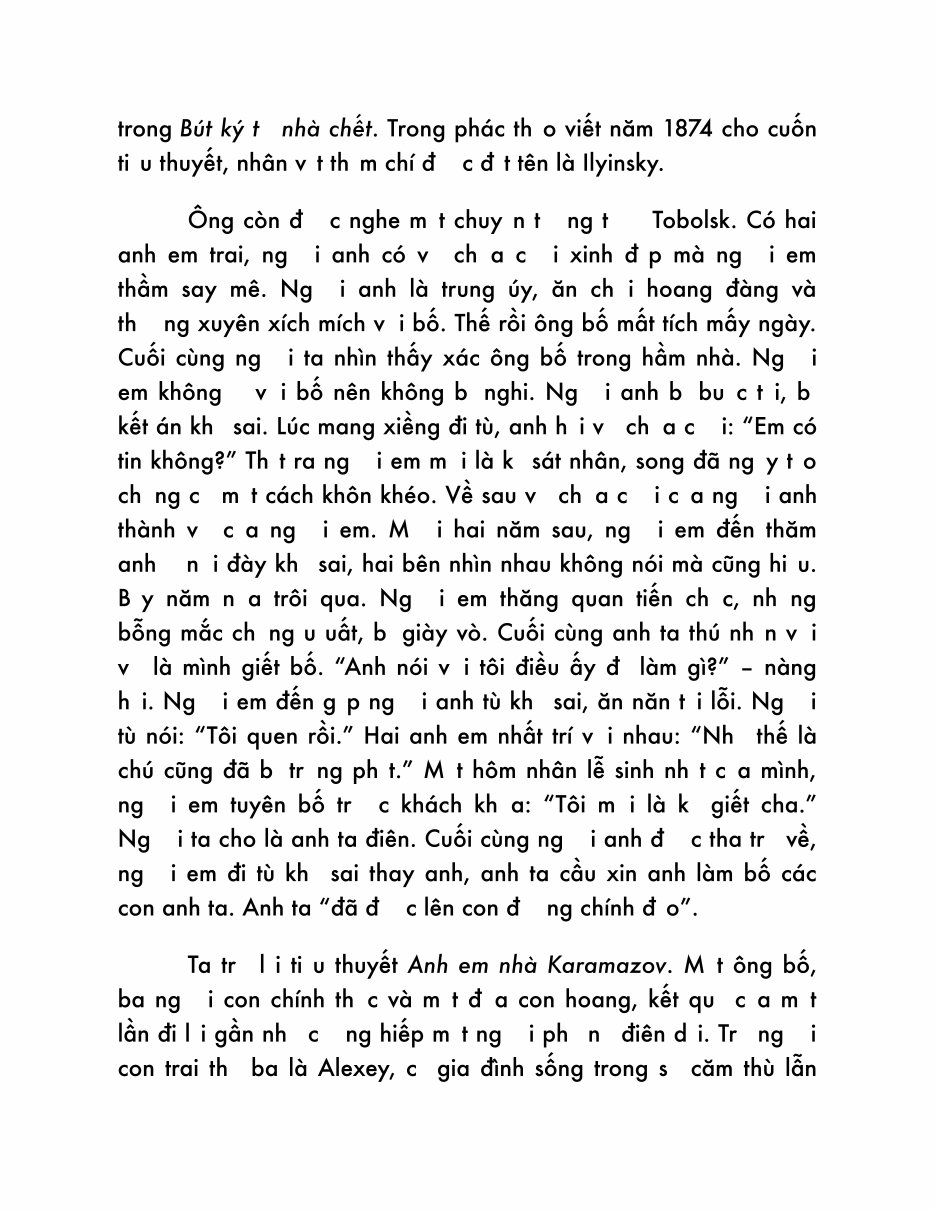 trong Bút ký t nhà chết. Trong phác th o viết năm 1874 cho cuốn
ti u thuyết, nhân v t th m chí đ c đ t tên là Ilyinsky.
Ông còn đ c nghe m t chuy n t ng t Tobolsk. Có hai
anh em trai, ng i anh có v ch a c i xinh đ p mà ng i em
thầm say mê. Ng i anh là trung úy, ăn ch i hoang đàng và
th ng xuyên xích mích v i bố. Thế rồi ông bố mất tích mấy ngày.
Cuối cùng ng i ta nhìn thấy xác ông bố trong hầm nhà. Ng i
em không v i bố nên không b nghi. Ng i anh b bu c t i, b
kết án kh sai. Lúc mang xiềng đi tù, anh h i v ch a c i: “Em có
tin không?” Th t ra ng i em m i là k sát nhân, song đã ng y t o
ch ng c m t cách khôn khéo. Về sau v ch a c i c a ng i anh
thành v c a ng i em. M i hai năm sau, ng i em đến thăm
anh n i đày kh sai, hai bên nhìn nhau không nói mà cũng hi u.
B y năm n a trôi qua. Ng i em thăng quan tiến ch c, nh ng
bỗng mắc ch ng u uất, b giày vò. Cuối cùng anh ta thú nh n v i
v là mình giết bố. “Anh nói v i tôi điều ấy đ làm gì?” – nàng
h i. Ng i em đến g p ng i anh tù kh sai, ăn năn t i lỗi. Ng i
tù nói: “Tôi quen rồi.” Hai anh em nhất trí v i nhau: “Nh thế là
chú cũng đã b tr ng ph t.” M t hôm nhân lễ sinh nh t c a mình,
ng i em tuyên bố tr c khách kh a: “Tôi m i là k giết cha.”
Ng i ta cho là anh ta điên. Cuối cùng ng i anh đ c tha tr về,
ng i em đi tù kh sai thay anh, anh ta cầu xin anh làm bố các
con anh ta. Anh ta “đã đ c lên con đ ng chính đ o”.
Ta tr l i ti u thuyết Anh em nhà Karamazov. M t ông bố,
ba ng i con chính th c và m t đ a con hoang, kết qu c a m t
lần đi l i gần nh c ng hiếp m t ng i ph n điên d i. Tr ng i
con trai th ba là Alexey, c gia đình sống trong s căm thù lẫn